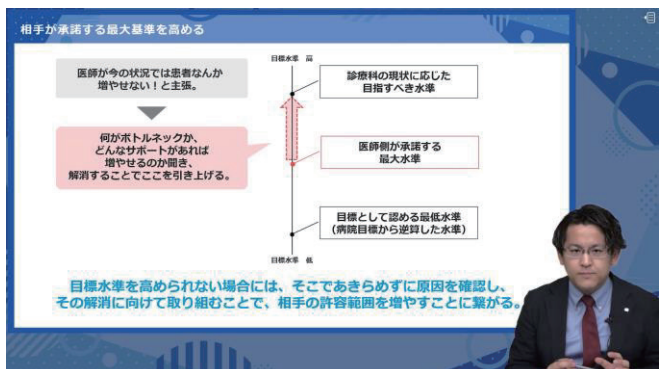 相手が承諾する最大基準を高める
医師が今の状況では患者なんか
増やせない！と主張。
何がボトルネックか、
どんなサポートがあれば
増やせるのか聞き、
解消することでここを引き上げる。
目標水準 高
診療科の現状に応じた
目指すべき水準
医師側が承諾する
最大水準
目標として認める最低水準
（病院目標から逆算した水準）
目標水準 低
目標水準を高められない場合には、そこであきらめずに原因を確認し、
その解消に向けて取り組むことで、相手の許容範囲を増やすことに繋がる。